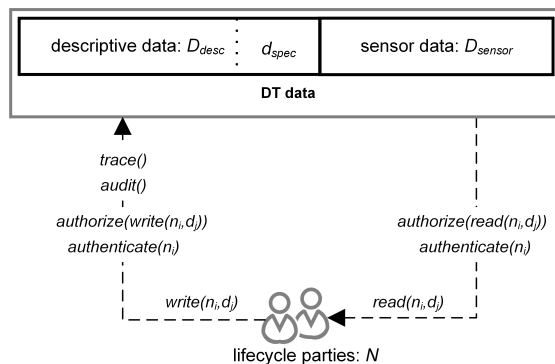 descriptive data: D_desc d_spec sensor data: D_sensor
DT data
trace()
audit()
authorize(write(n_i,d_j)) authorize(read(n_i,d_j))
authenticate(n_i) authenticate(n_i)
write(n_i,d_j) read(n_i,d_j)
lifecycle parties: N